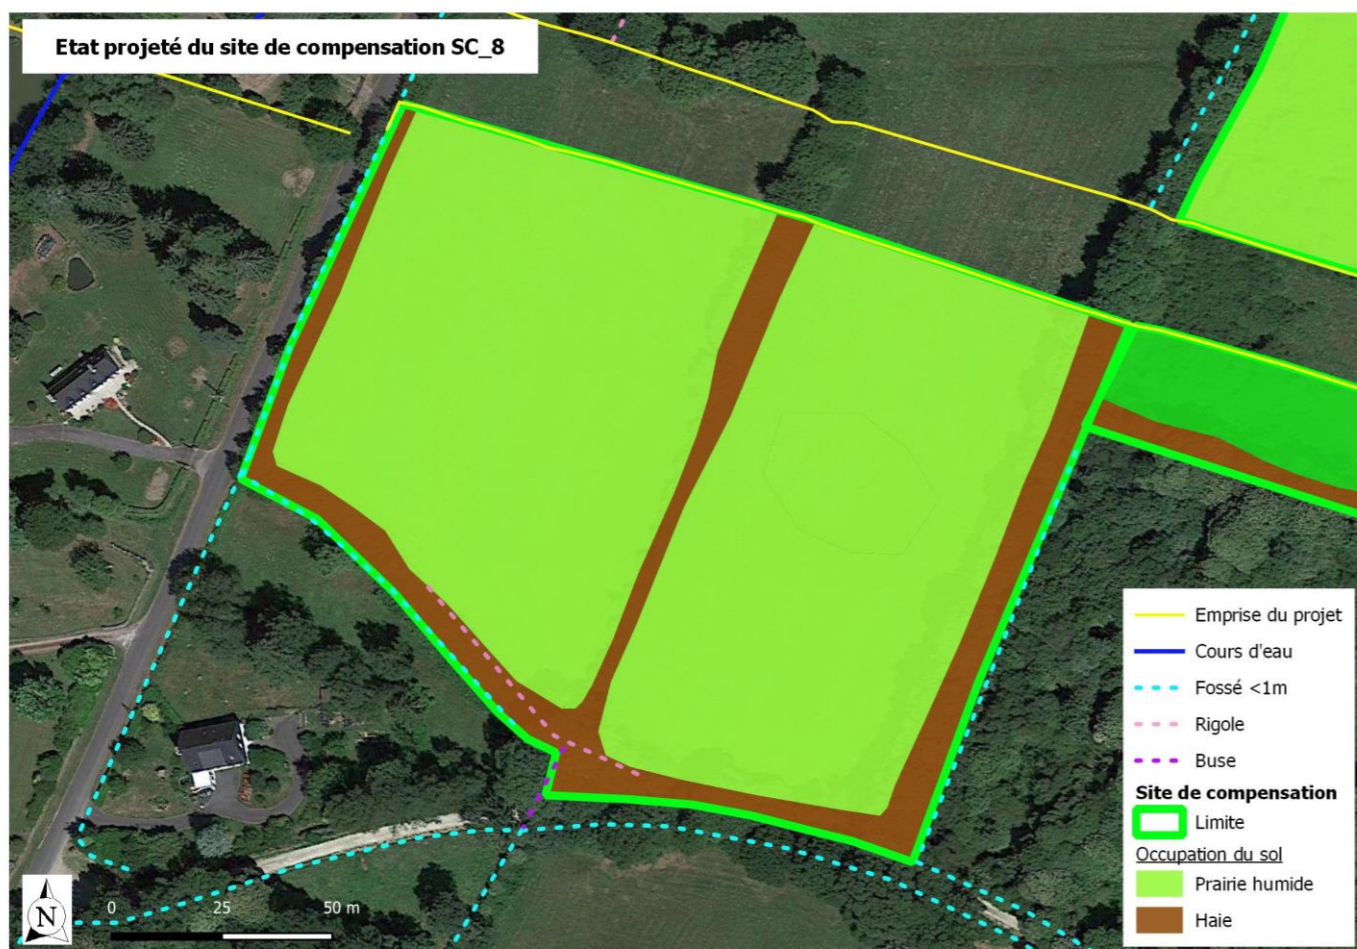 Etat projeté du site de compensation SC_8
Emprise du projet
Cours d'eau
Fossé <1m
Rigole
Buse
Site de compensation
Limite
Occupation du sol
Prairie humide
Haie
N
0 25 50 m